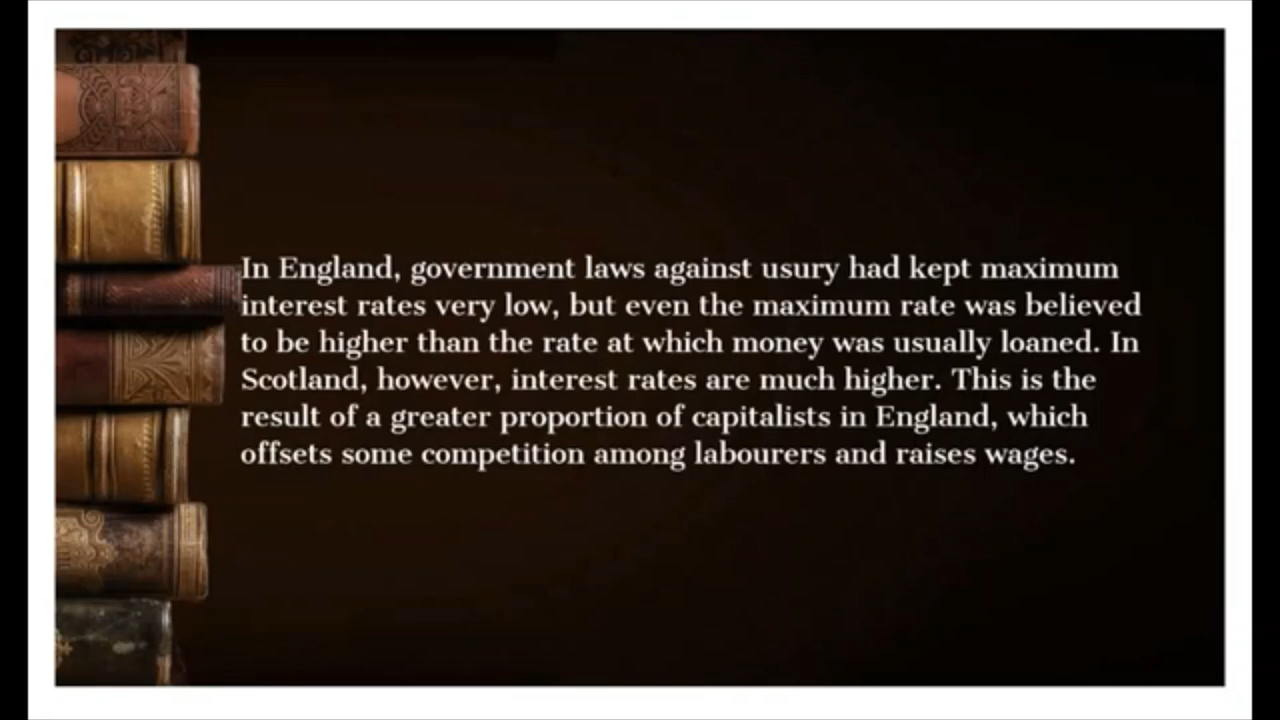 In England, government laws against usury had kept maximum
interest rates very low, but even the maximum rate was believed
to be higher than the rate at which money was usually loaned. In
Scotland, however, interest rates are much higher. This is the
result of a greater proportion of capitalists in England, which
offsets some competition among labourers and raises wages.